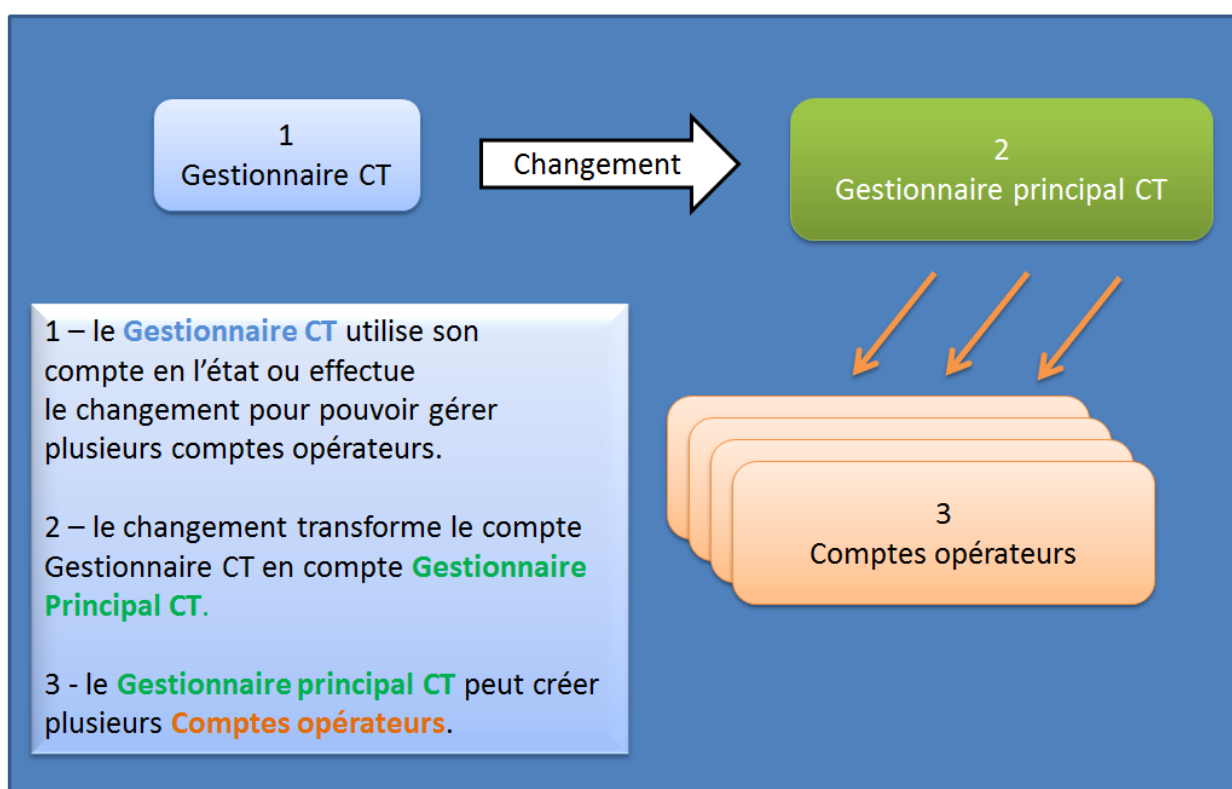 1
Gestionnaire CT
Changement
2
Gestionnaire principal CT
1 – le Gestionnaire CT utilise son
compte en l’état ou effectue
le changement pour pouvoir gérer
plusieurs comptes opérateurs.
2 – le changement transforme le compte
Gestionnaire CT en compte Gestionnaire
Principal CT.
3 - le Gestionnaire principal CT peut créer
plusieurs Comptes opérateurs.
3
Comptes opérateurs